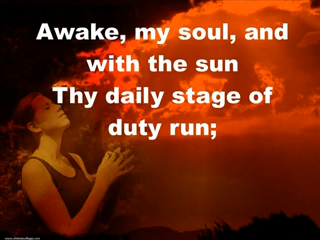 Awake, my soul, and
with the sun
Thy daily stage of
duty run;